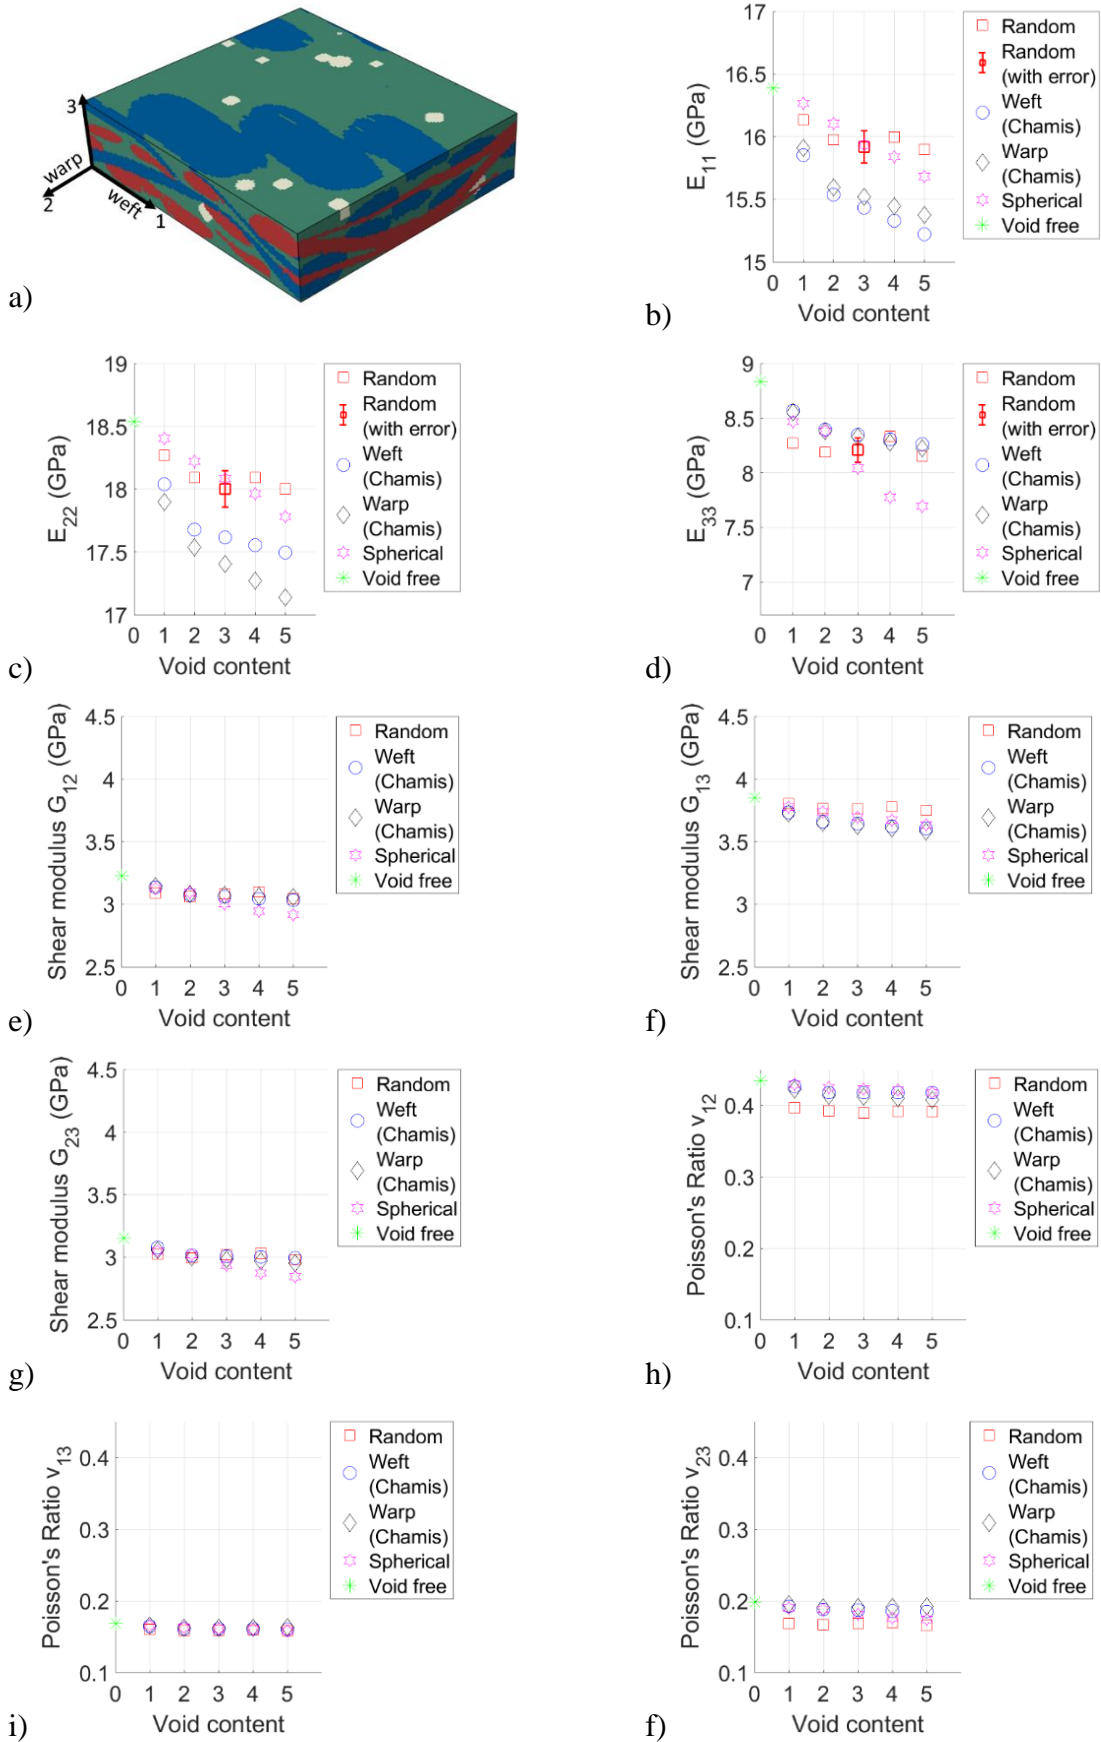 3
warp
2
weft
1
a)
E11 (GPa)
17
16.5
16
15.5
15
0 1 2 3 4 5
Void content
Random
Random
(with error)
Weft
(Chamis)
Warp
(Chamis)
Spherical
Void free
b)
E22 (GPa)
19
18.5
18
17.5
17
0 1 2 3 4 5
Void content
Random
Random
(with error)
Weft
(Chamis)
Warp
(Chamis)
Spherical
Void free
c)
E33 (GPa)
9
8.5
8
7.5
7
0 1 2 3 4 5
Void content
Random
Random
(with error)
Weft
(Chamis)
Warp
(Chamis)
Spherical
Void free
d)
Shear modulus G12 (GPa)
4.5
4
3.5
3
2.5
0 1 2 3 4 5
Void content
Random
Weft
(Chamis)
Warp
(Chamis)
Spherical
Void free
e)
Shear modulus G13 (GPa)
4.5
4
3.5
3
2.5
0 1 2 3 4 5
Void content
Random
Weft
(Chamis)
Warp
(Chamis)
Spherical
Void free
f)
Shear modulus G23 (GPa)
4.5
4
3.5
3
2.5
0 1 2 3 4 5
Void content
Random
Weft
(Chamis)
Warp
(Chamis)
Spherical
Void free
g)
Poisson's Ratio v12
0.4
0.3
0.2
0.1
0 1 2 3 4 5
Void content
Random
Weft
(Chamis)
Warp
(Chamis)
Spherical
Void free
h)
Poisson's Ratio v13
0.4
0.3
0.2
0.1
0 1 2 3 4 5
Void content
Random
Weft
(Chamis)
Warp
(Chamis)
Spherical
Void free
i)
Poisson's Ratio v23
0.4
0.3
0.2
0.1
0 1 2 3 4 5
Void content
Random
Weft
(Chamis)
Warp
(Chamis)
Spherical
Void free
f)